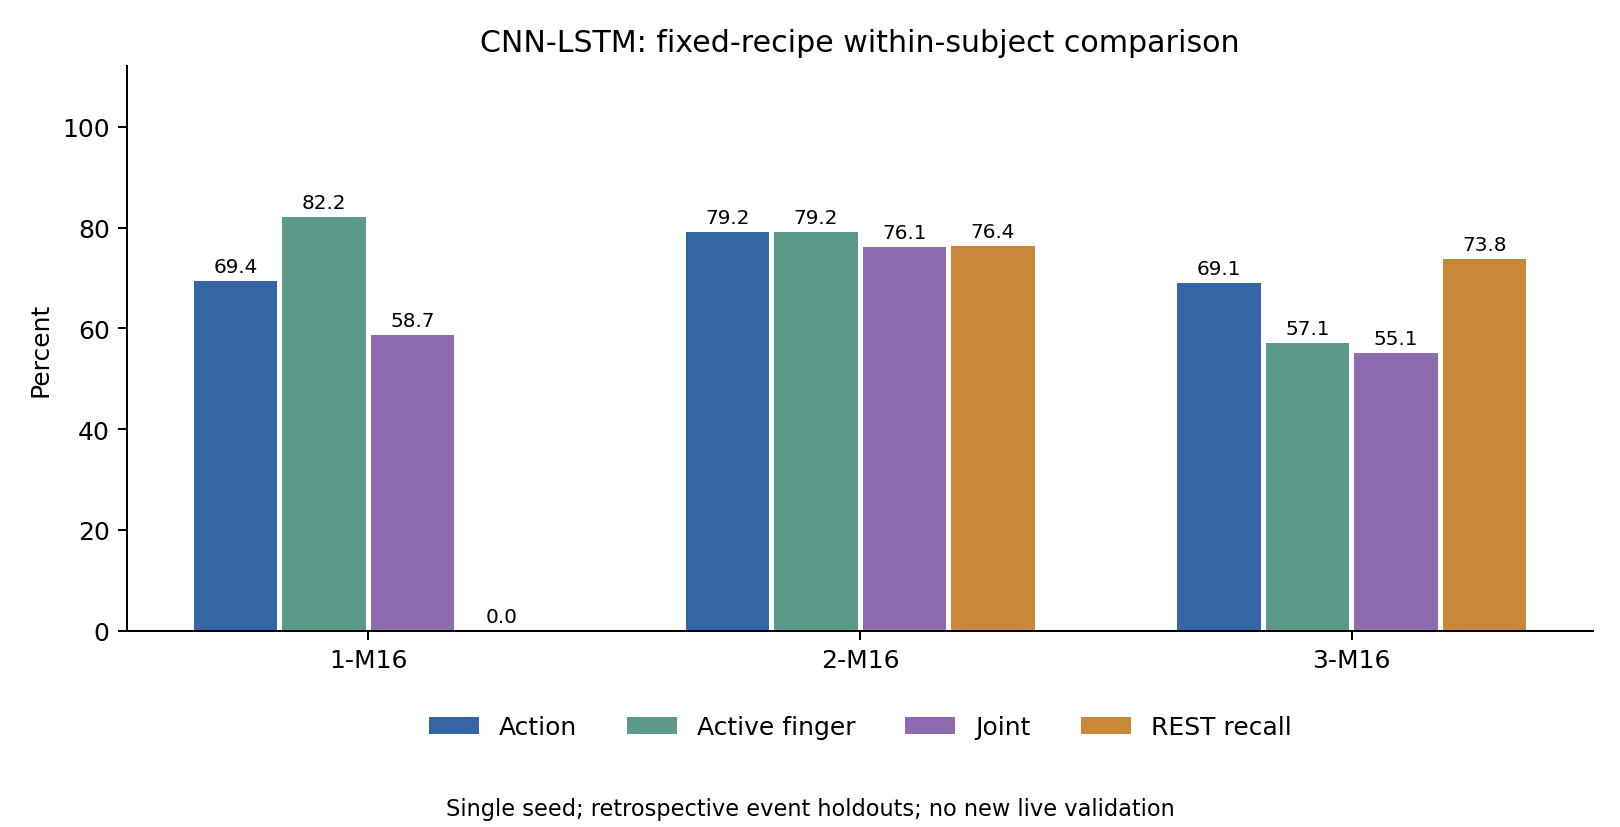 CNN-LSTM: fixed-recipe within-subject comparison
Percent
100
80
60
40
20
0
69.4
82.2
58.7
0.0
79.2
79.2
76.1
76.4
69.1
57.1
55.1
73.8
1-M16
2-M16
3-M16
Action
Active finger
Joint
REST recall
Single seed; retrospective event holdouts; no new live validation